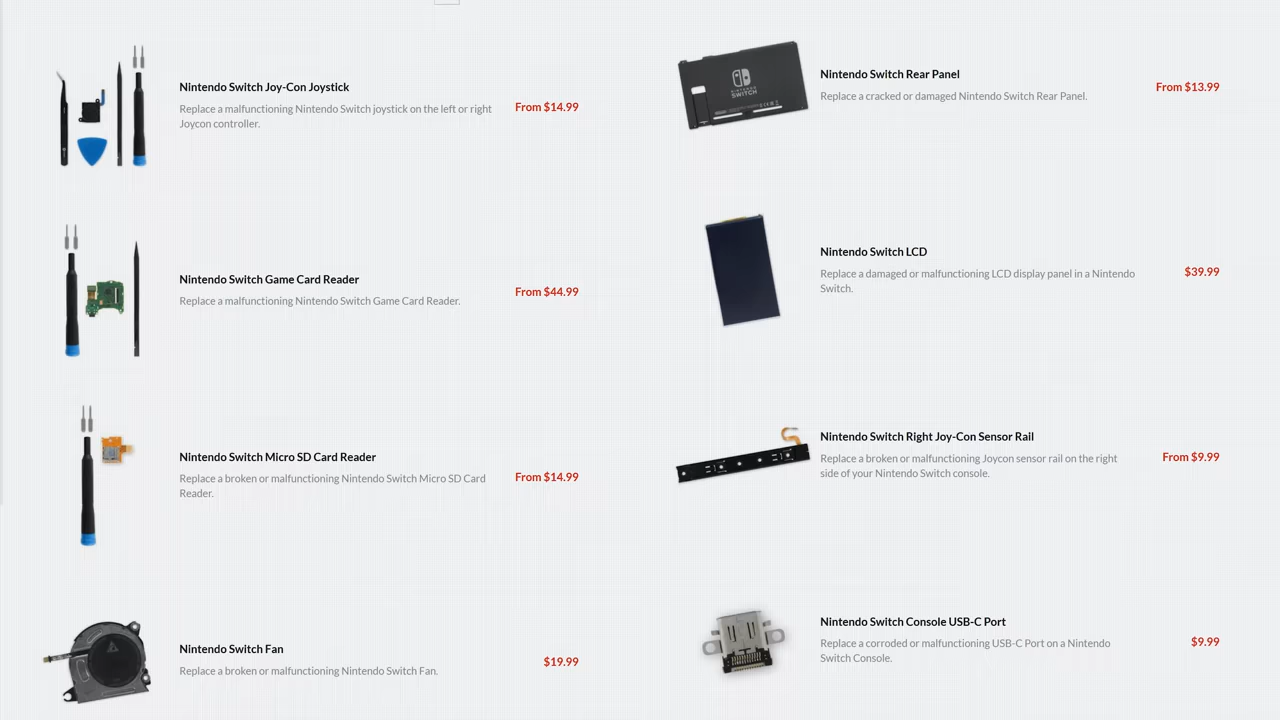 Nintendo Switch Joy-Con Joystick
Replace a malfunctioning Nintendo Switch joystick on the left or right
Joycon controller.
From $14.99
NINTENDO
SWITCH
Nintendo Switch Rear Panel
Replace a cracked or damaged Nintendo Switch Rear Panel.
From $13.99
Nintendo Switch Game Card Reader
Replace a malfunctioning Nintendo Switch Game Card Reader.
From $44.99
Nintendo Switch LCD
Replace a damaged or malfunctioning LCD display panel in a Nintendo
Switch.
$39.99
Nintendo Switch Micro SD Card Reader
Replace a broken or malfunctioning Nintendo Switch Micro SD Card
Reader.
From $14.99
Nintendo Switch Right Joy-Con Sensor Rail
Replace a broken or malfunctioning Joycon sensor rail on the right
side of your Nintendo Switch console.
From $9.99
Nintendo Switch Fan
Replace a broken or malfunctioning Nintendo Switch Fan.
$19.99
Nintendo Switch Console USB-C Port
Replace a corroded or malfunctioning USB-C Port on a Nintendo
Switch Console.
$9.99